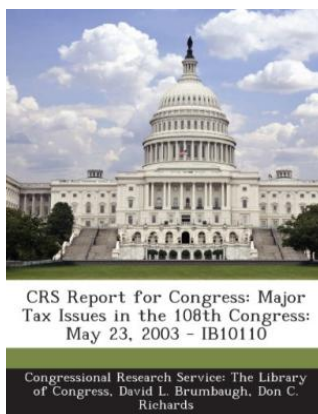 CRS Report for Congress: Major
Tax Issues in the 108th Congress:
May 23, 2003 - IB10110
Congressional Research Service: The Library
of Congress, David L. Brumbaugh, Don C.
Richards